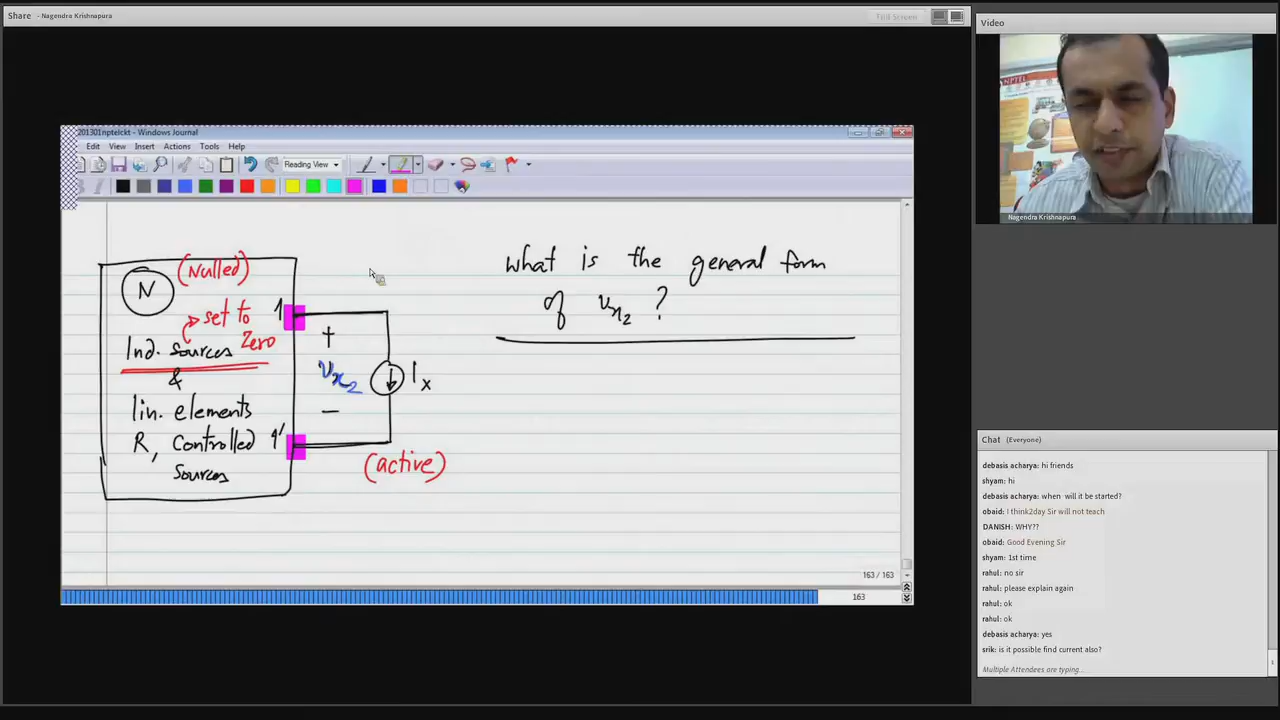 Share - Nagendra Krishnapura
Full Screen
Video
NPTEL
Nagendra Krishnapura
201301nptelckt - Windows Journal
Edit View Insert Actions Tools Help
Reading View
N
(Nulled)
set to
Zero
Ind. sources
&
lin. elements
R, Controlled
sources
1
1'
+
vx2
−
Ix
(active)
What is the general form
of vx2 ?
163 / 163
163
Chat (Everyone)
debasis acharya: hi friends
shyam: hi
debasis acharya: when will it be started?
obaid: I think2day Sir will not teach
DANISH: WHY??
obaid: Good Evening Sir
shyam: 1st time
rahul: no sir
rahul: please explain again
rahul: ok
rahul: ok
debasis acharya: yes
srik: is it possible find current also?
Multiple Attendees are typing...